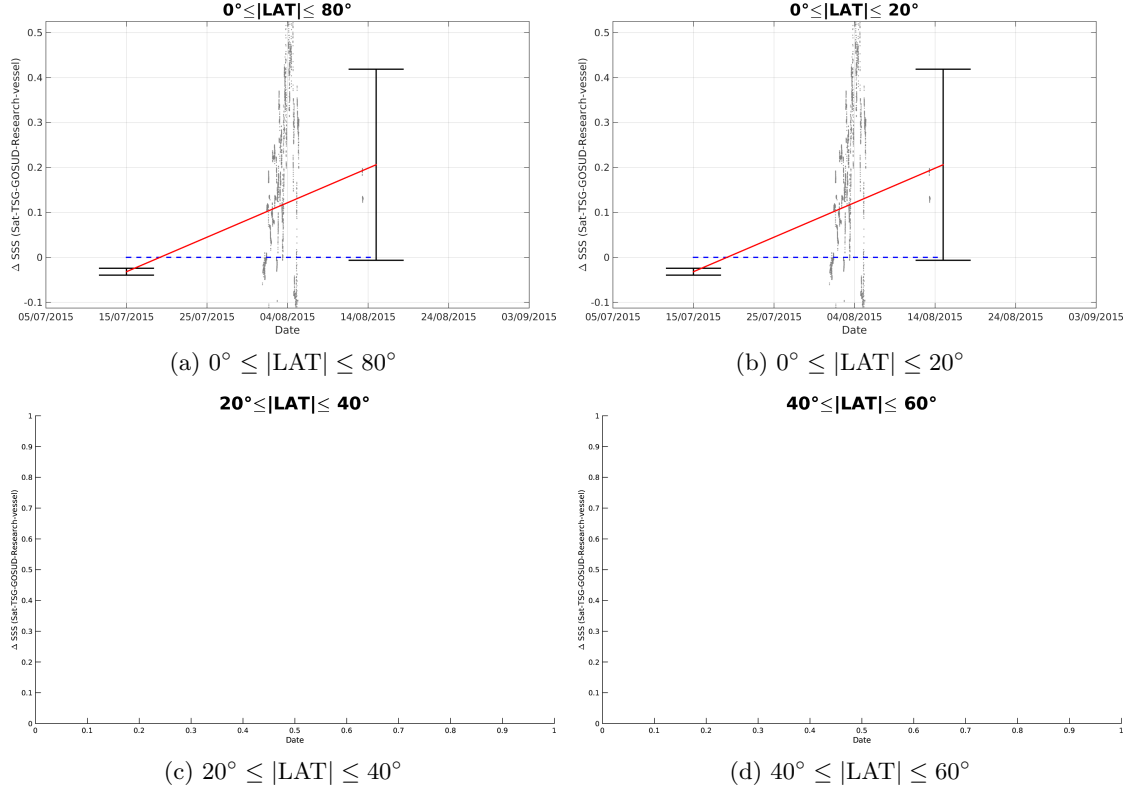 0°≤|LAT|≤ 80°
Δ SSS (Sat-TSG-GOSUD-Research-vessel)
0.5
0.4
0.3
0.2
0.1
0
-0.1
05/07/2015 15/07/2015 25/07/2015 04/08/2015 14/08/2015 24/08/2015 03/09/2015
Date
(a) 0° ≤ |LAT| ≤ 80°
0°≤|LAT|≤ 20°
Δ SSS (Sat-TSG-GOSUD-Research-vessel)
0.5
0.4
0.3
0.2
0.1
0
-0.1
05/07/2015 15/07/2015 25/07/2015 04/08/2015 14/08/2015 24/08/2015 03/09/2015
Date
(b) 0° ≤ |LAT| ≤ 20°
20°≤|LAT|≤ 40°
Δ SSS (Sat-TSG-GOSUD-Research-vessel)
1
0.9
0.8
0.7
0.6
0.5
0.4
0.3
0.2
0.1
0
0 0.1 0.2 0.3 0.4 0.5 0.6 0.7 0.8 0.9 1
Date
(c) 20° ≤ |LAT| ≤ 40°
40°≤|LAT|≤ 60°
Δ SSS (Sat-TSG-GOSUD-Research-vessel)
1
0.9
0.8
0.7
0.6
0.5
0.4
0.3
0.2
0.1
0
0 0.1 0.2 0.3 0.4 0.5 0.6 0.7 0.8 0.9 1
Date
(d) 40° ≤ |LAT| ≤ 60°